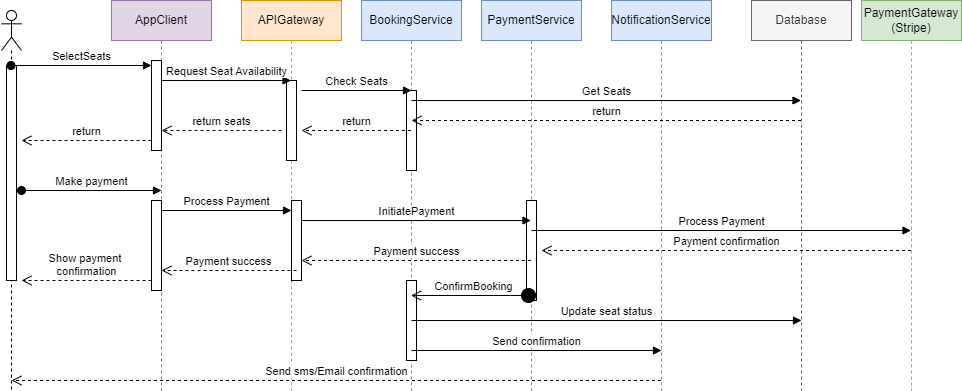 AppClient
APIGateway
BookingService
PaymentService
NotificationService
Database
PaymentGateway
(Stripe)
SelectSeats
Request Seat Availability
Check Seats
Get Seats
return
return
return seats
return
Make payment
Process Payment
InitiatePayment
Process Payment
Payment confirmation
Payment success
Payment success
Show payment
confirmation
ConfirmBooking
Update seat status
Send confirmation
Send sms/Email confirmation